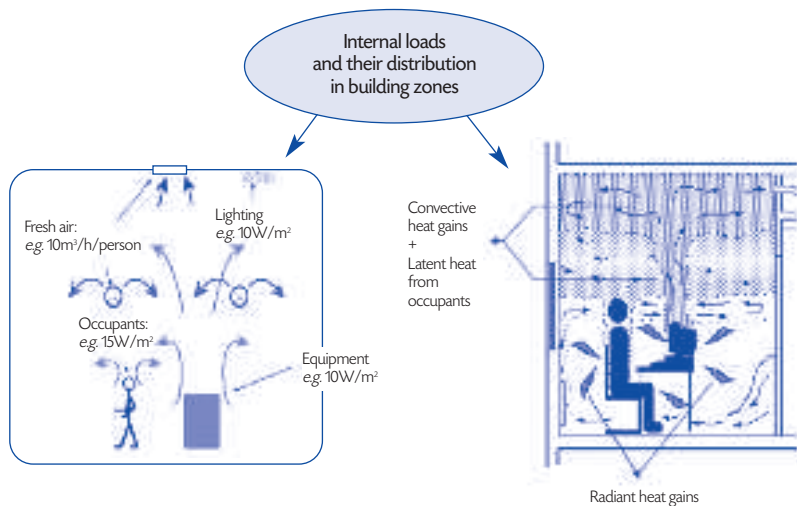 Internal loads
and their distribution
in building zones
Fresh air:
e.g. 10m³/h/person
Lighting
e.g. 10W/m²
Occupants:
e.g. 15W/m²
Equipment
e.g. 10W/m²
Convective
heat gains
+
Latent heat
from
occupants
Radiant heat gains